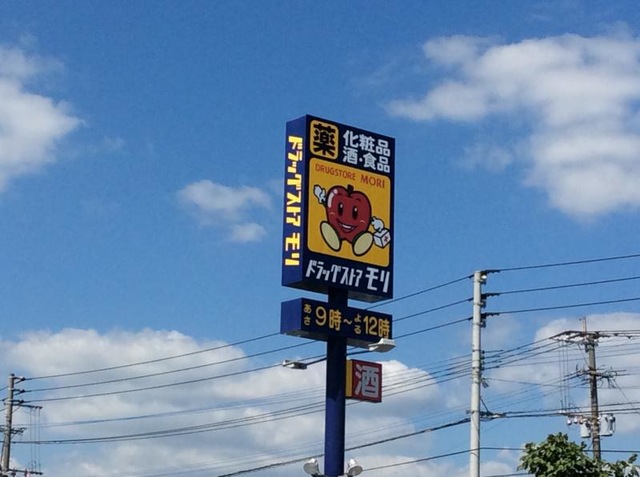 薬 化粧品
酒・食品
DRUGSTORE MORI
ドラッグストア モリ
ドラッグストア モリ
あさ9時～よる12時
酒